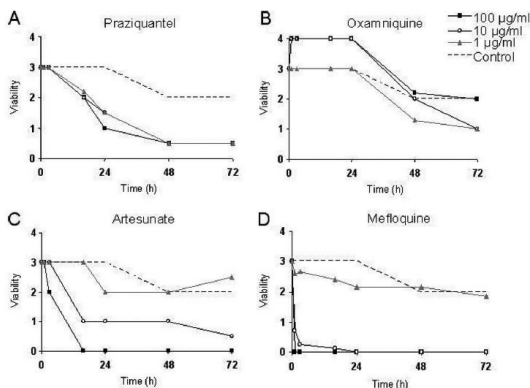 A Praziquantel
B Oxamniquine
100 µg/ml
10 µg/ml
1 µg/ml
Control
Viability
4
3
2
1
0
0 24 48 72
Time (h)
Viability
5
4
3
2
1
0
0 24 48 72
Time (h)
C Artesunate
D Mefloquine
Viability
4
3
2
1
0
0 24 48 72
Time (h)
Viability
4
3
2
1
0
0 24 48 72
Time (h)